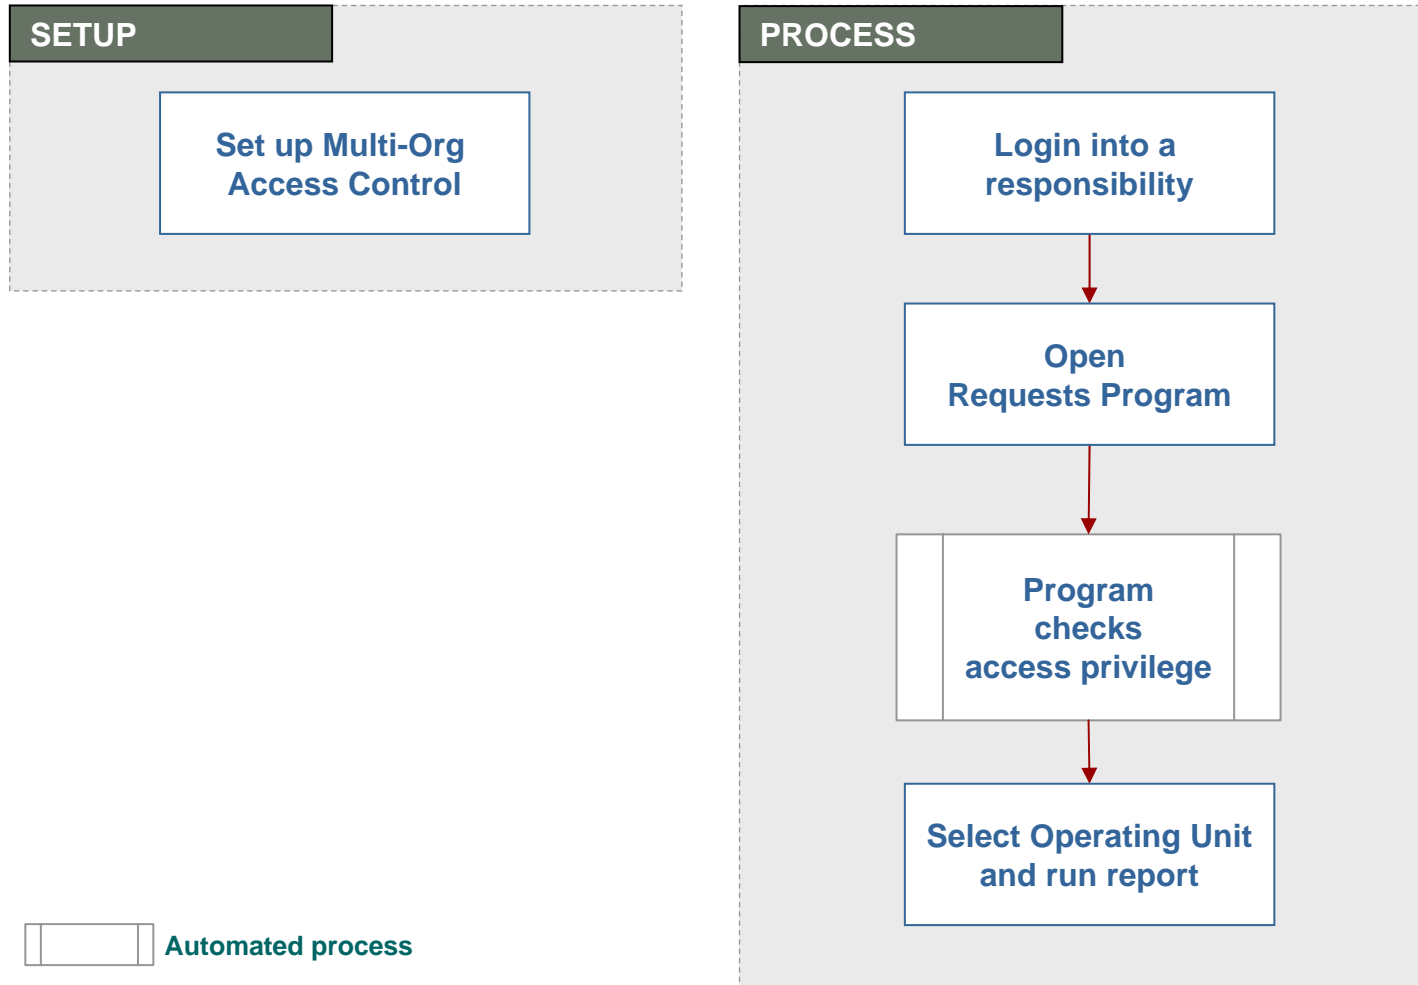 SETUP
Set up Multi-Org
Access Control
PROCESS
Login into a
responsibility
Open
Requests Program
Program
checks
access privilege
Select Operating Unit
and run report
Automated process